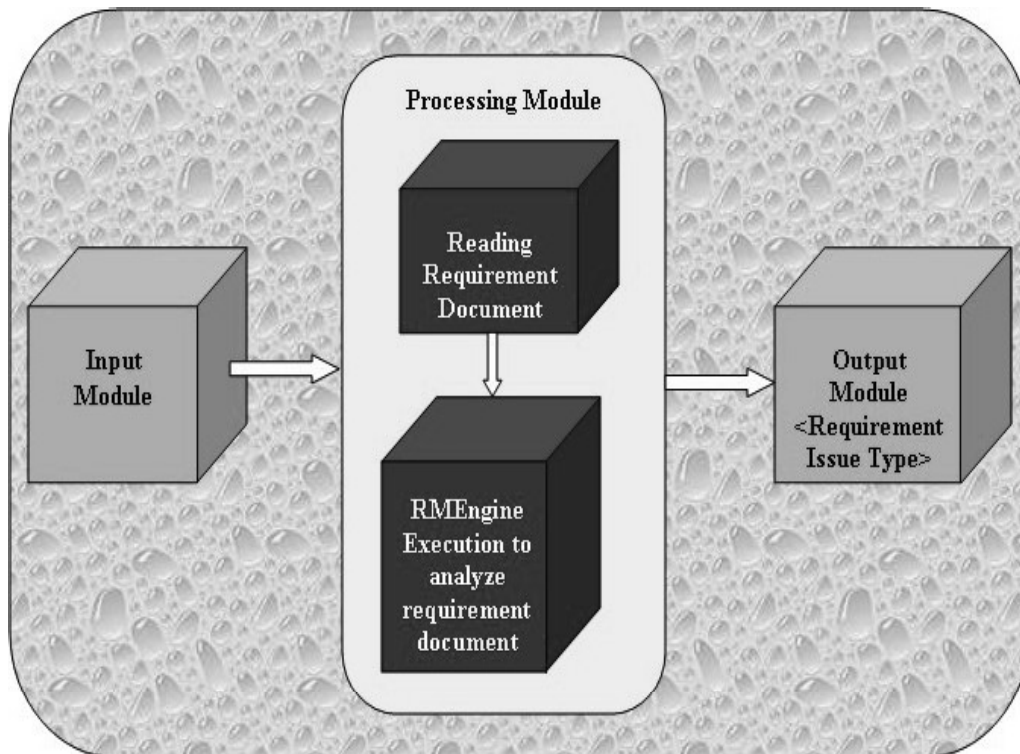 Processing Module
Reading
Requirement
Document
Input
Module
RMEngine
Execution to
analyze
requirement
document
Output
Module
<Requirement
Issue Type>